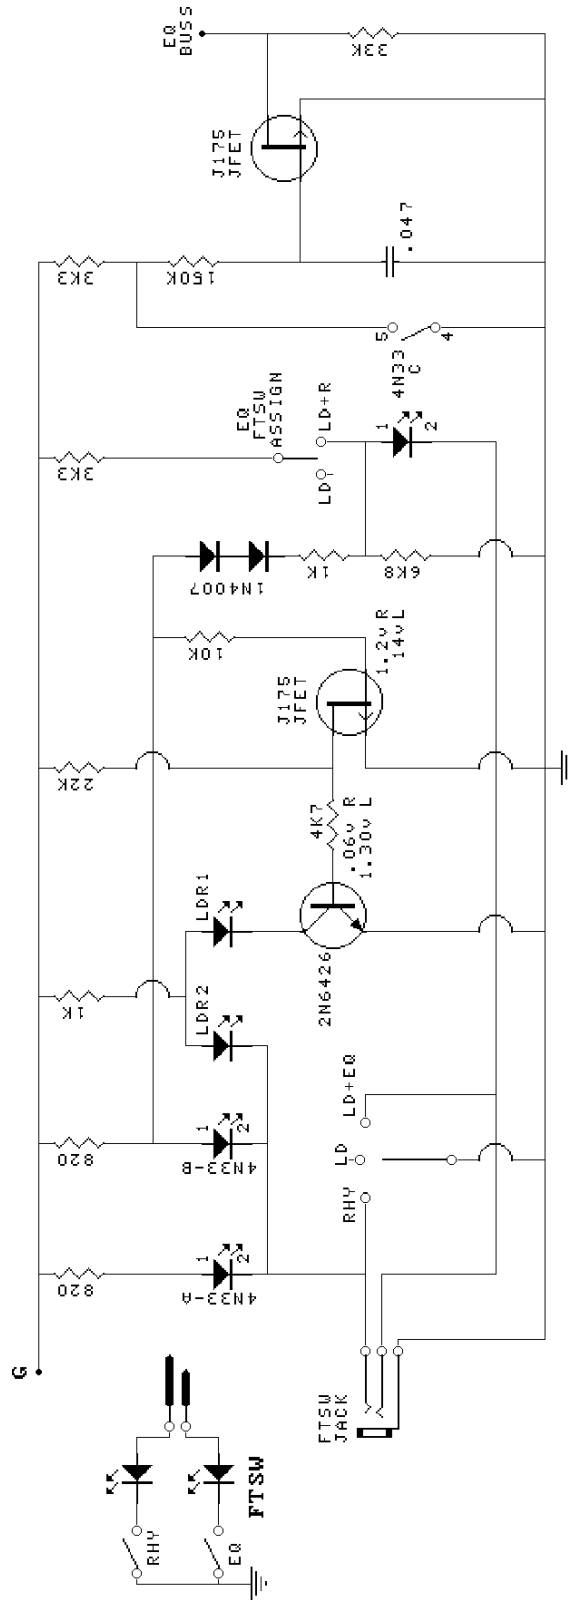 EQ
BUSS
33K
J175
JFET
.047
3K3
150K
5
4
4N33
C
EQ
FTSW
ASSIGN
LD+R
LD
1
2
3K3
1N4007
1K
6K8
10K
1.2v R
14v L
J175
JFET
22K
4K7
.06v R
1.30v L
LDR1
2N6426
1K
LDR2
LD+EQ
LD
RHY
820
1
2
4N33-B
820
1
2
4N33-A
G
FTSW
JACK
FTSW
RHY
EQ